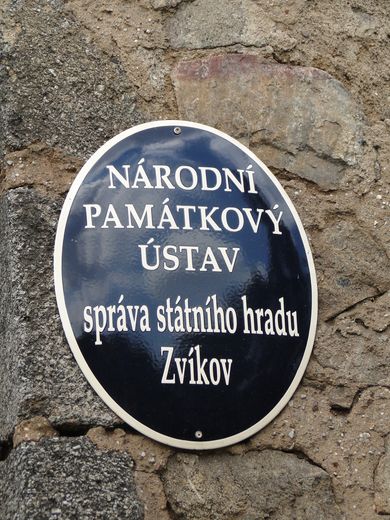 NÁRODNÍ
PAMÁTKOVÝ
ÚSTAV
správa státního hradu
Zvíkov